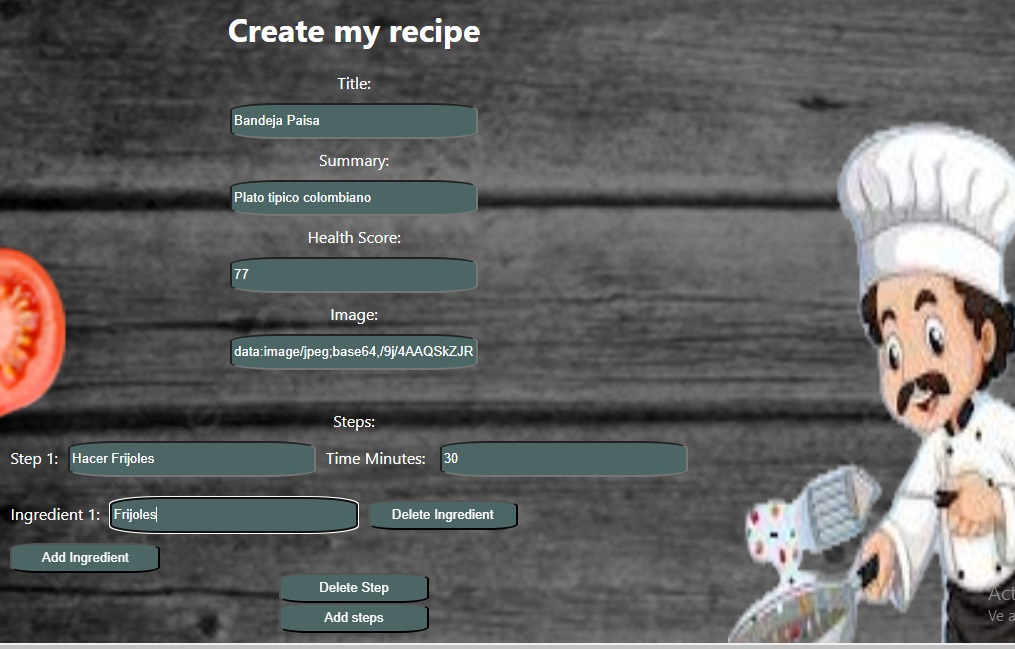 Create my recipe
Title:
Bandeja Paisa
Summary:
Plato tipico colombiano
Health Score:
77
Image:
data:image/jpeg;base64,/9j/4AAQSkZJR
Steps:
Step 1: Hacer Frijoles Time Minutes: 30
Ingredient 1: Frijoles Delete Ingredient
Add Ingredient
Delete Step
Add steps
Ve a